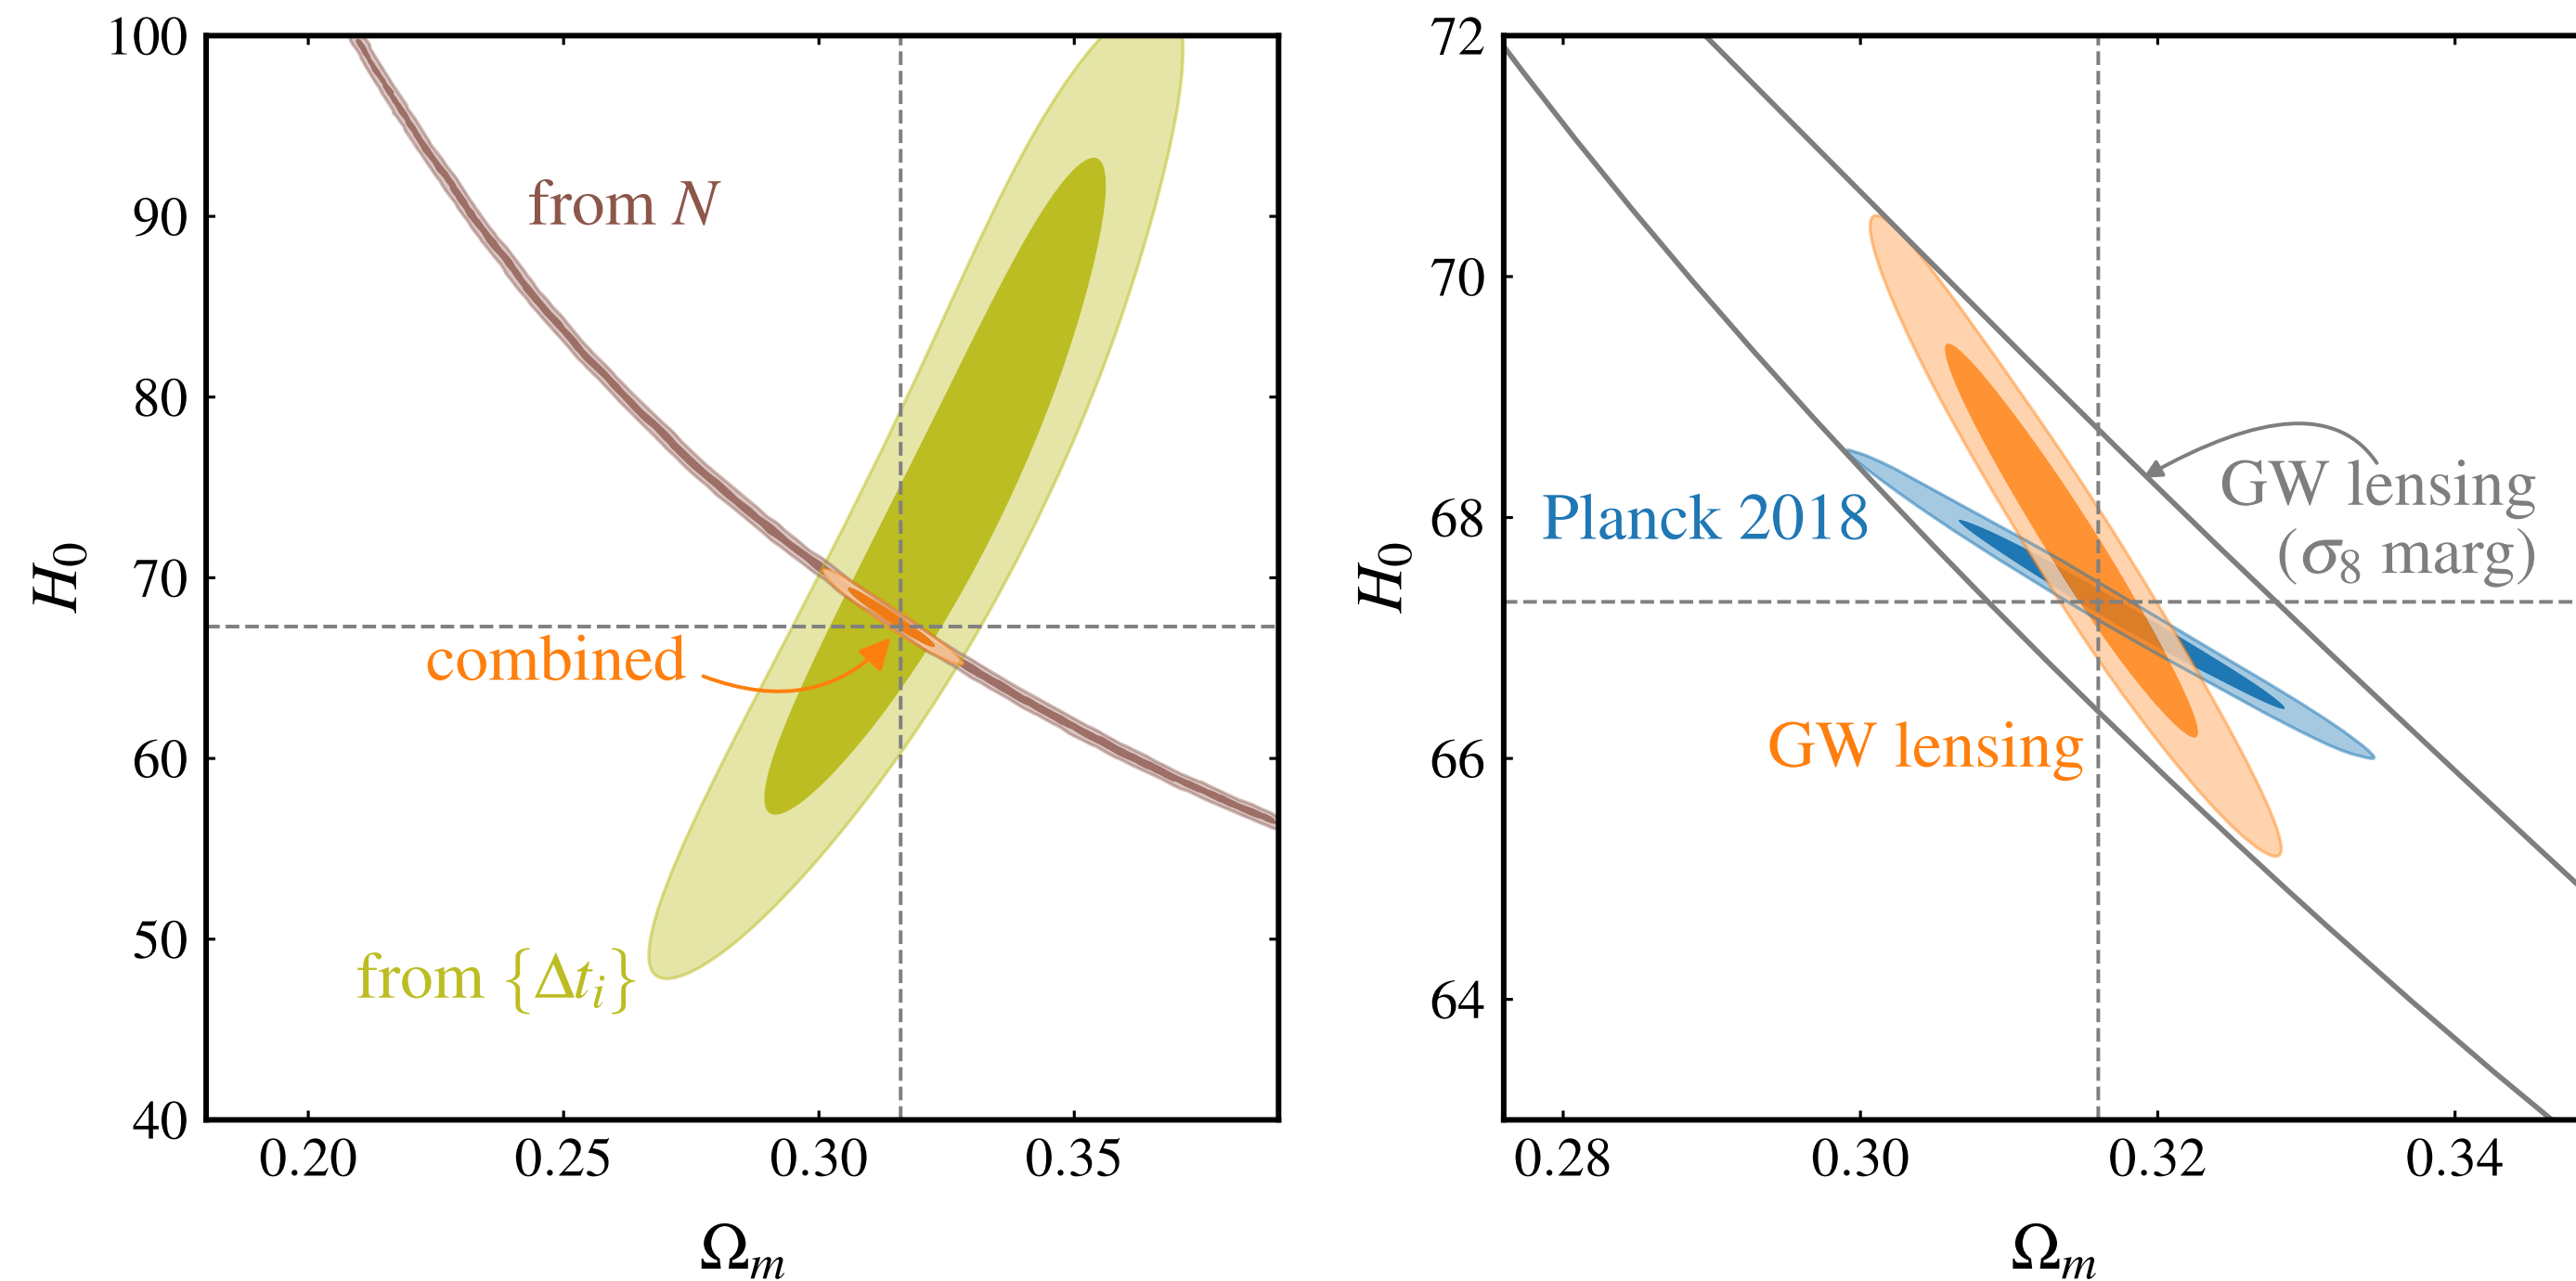 100
90
80
70
60
50
40
H₀
from N
combined
from {Δtᵢ}
0.20 0.25 0.30 0.35
Ωₘ
72
70
68
66
64
H₀
Planck 2018
GW lensing
(σ₈ marg)
GW lensing
0.28 0.30 0.32 0.34
Ωₘ